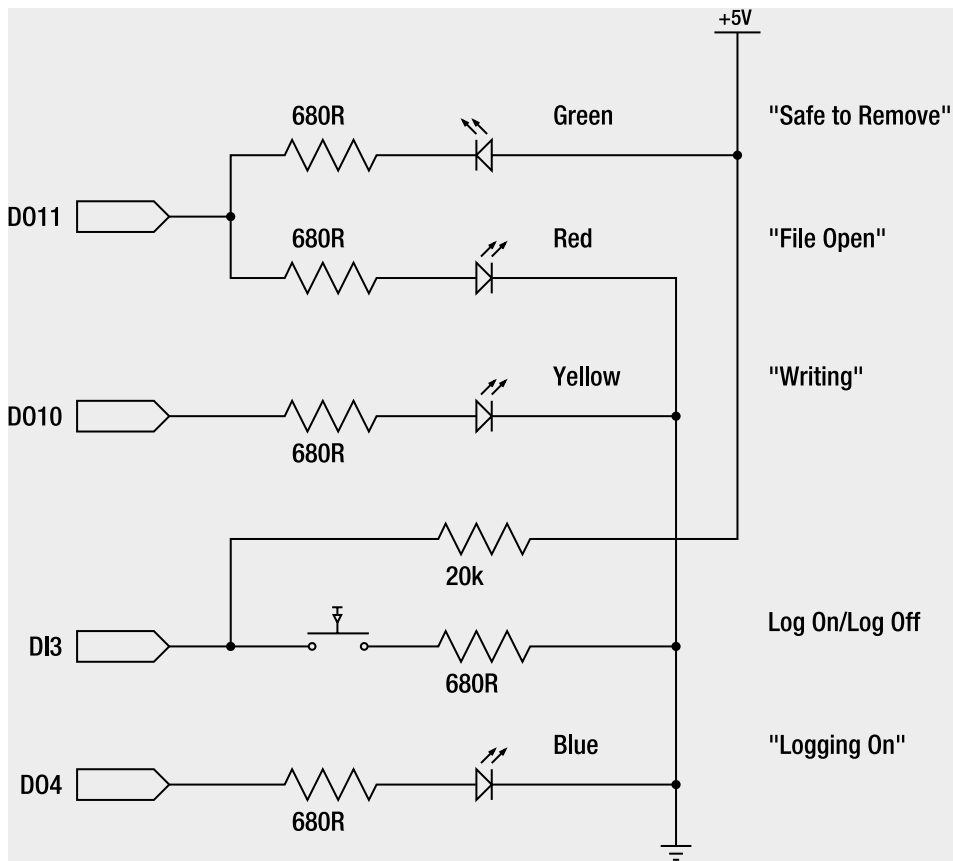 +5V
680R
Green
"Safe to Remove"
DO11
680R
Red
"File Open"
Yellow
"Writing"
DO10
680R
20k
Log On/Log Off
DI3
680R
Blue
"Logging On"
DO4
680R